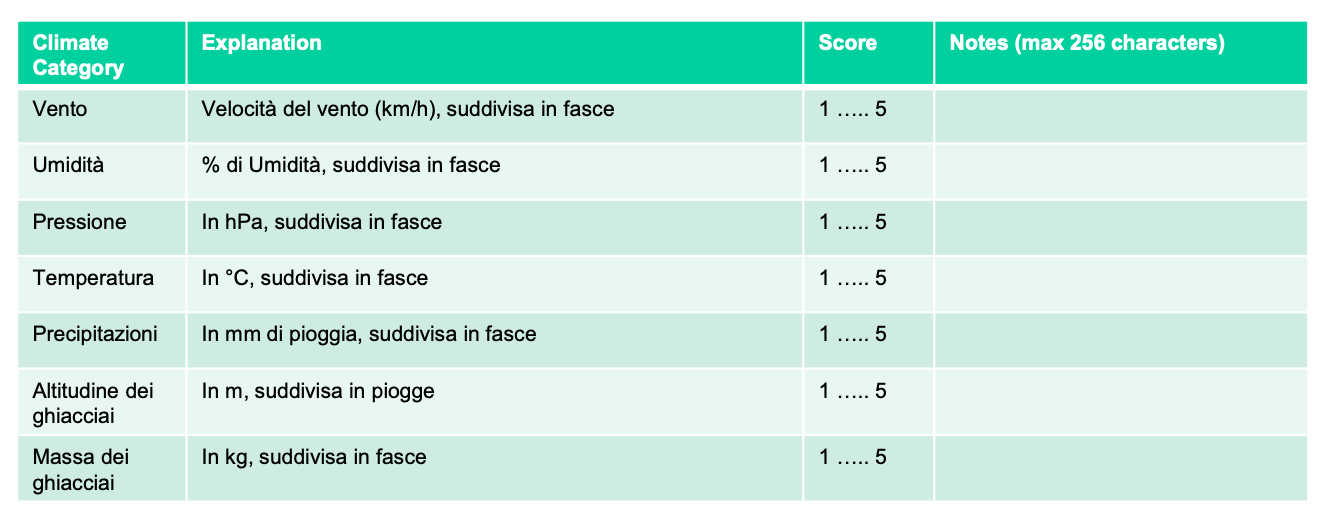 Climate Category
Explanation
Score
Notes (max 256 characters)
Vento
Velocità del vento (km/h), suddivisa in fasce
1 ….. 5
Umidità
% di Umidità, suddivisa in fasce
1 ….. 5
Pressione
In hPa, suddivisa in fasce
1 ….. 5
Temperatura
In °C, suddivisa in fasce
1 ….. 5
Precipitazioni
In mm di pioggia, suddivisa in fasce
1 ….. 5
Altitudine dei
ghiacciai
In m, suddivisa in piogge
1 ….. 5
Massa dei
ghiacciai
In kg, suddivisa in fasce
1 ….. 5